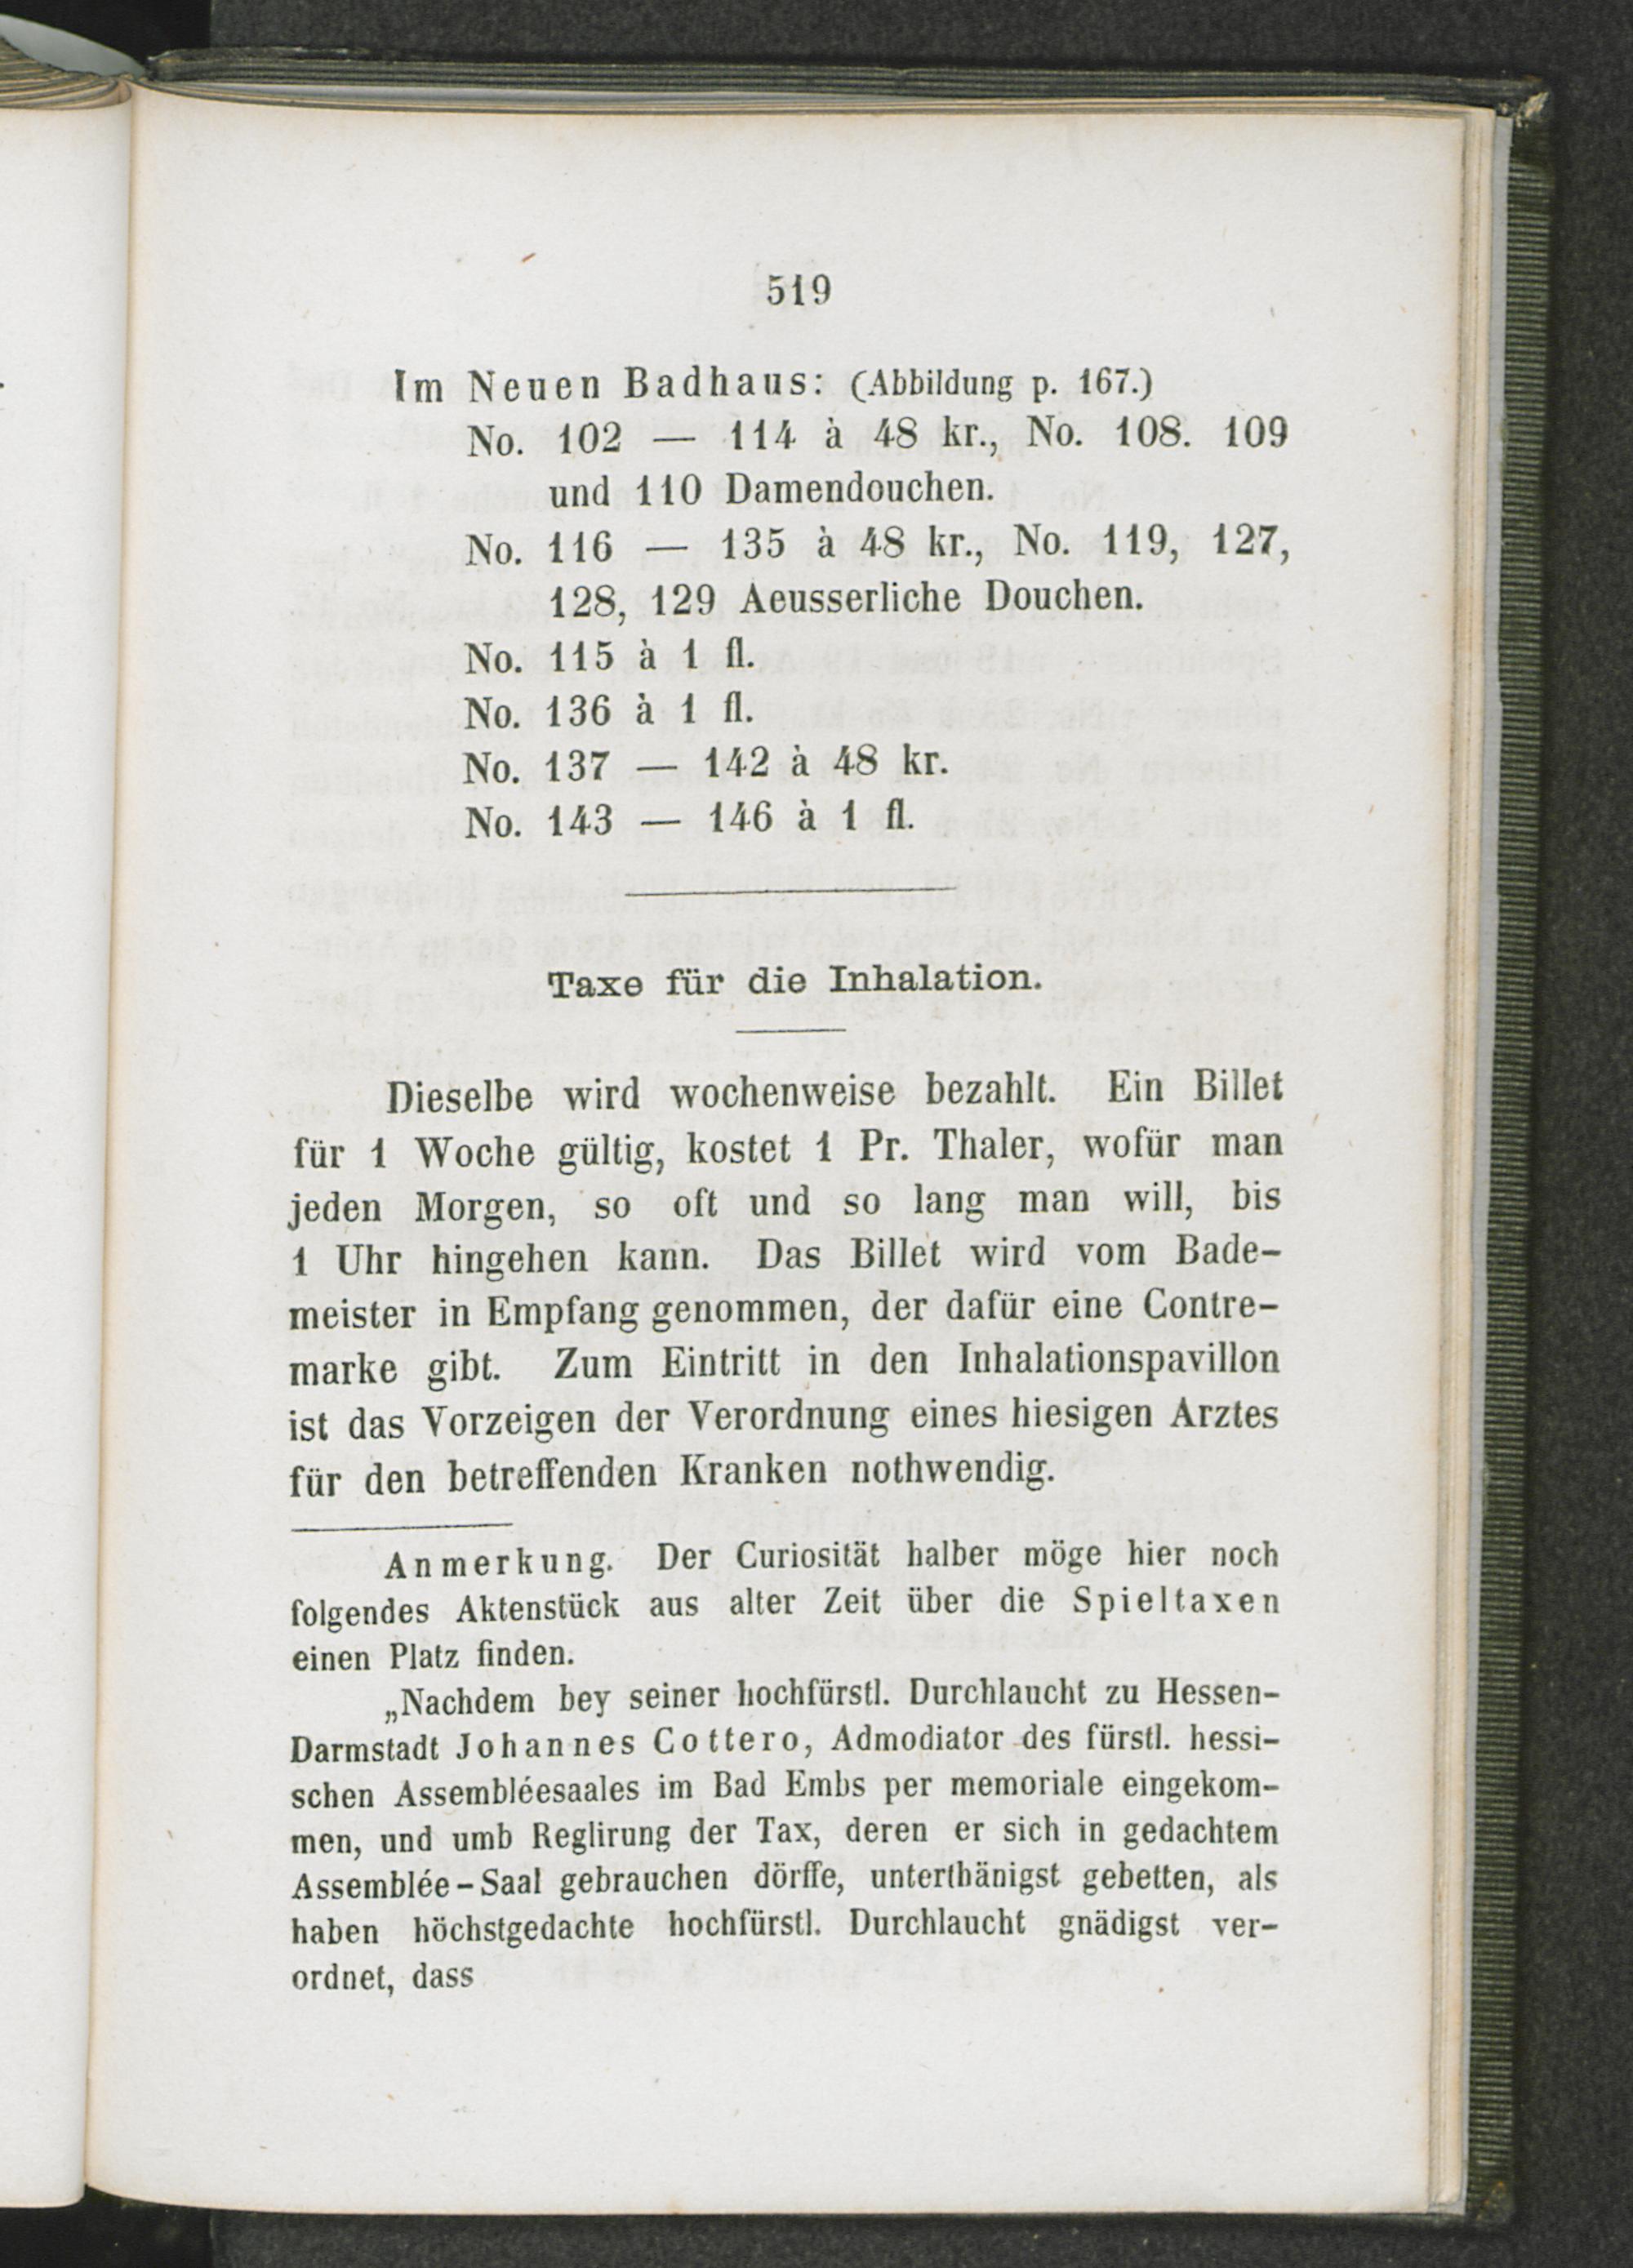 519
Im Neuen Badhaus: (Abbildung p. 167.)
No. 102 — 114 à 48 kr., No. 108. 109
und 110 Damendouchen.
No. 116 — 135 à 48 kr., No. 119, 127,
128, 129 Aeusserliche Douchen.
No. 115 à 1 fl.
No. 136 à 1 fl.
No. 137 — 142 à 48 kr.
No. 143 — 146 à 1 fl.
Taxe für die Inhalation.
Dieselbe wird wochenweise bezahlt. Ein Billet
für 1 Woche gültig, kostet 1 Pr. Thaler, wofür man
jeden Morgen, so oft und so lang man will, bis
1 Uhr hingehen kann. Das Billet wird vom Bade-
meister in Empfang genommen, der dafür eine Contre-
marke gibt. Zum Eintritt in den Inhalationspavillon
ist das Vorzeigen der Verordnung eines hiesigen Arztes
für den betreffenden Kranken nothwendig.
Anmerkung. Der Curiosität halber möge hier noch
folgendes Aktenstück aus alter Zeit über die Spieltaxen
einen Platz finden.
„Nachdem bey seiner hochfürstl. Durchlaucht zu Hessen-
Darmstadt Johannes Cottero, Admodiator des fürstl. hessi-
schen Assembléesaales im Bad Embs per memoriale eingekom-
men, und umb Reglirung der Tax, deren er sich in gedachtem
Assemblée-Saal gebrauchen dörffe, unterthänigst gebetten, als
haben höchstgedachte hochfürstl. Durchlaucht gnädigst ver-
ordnet, dass